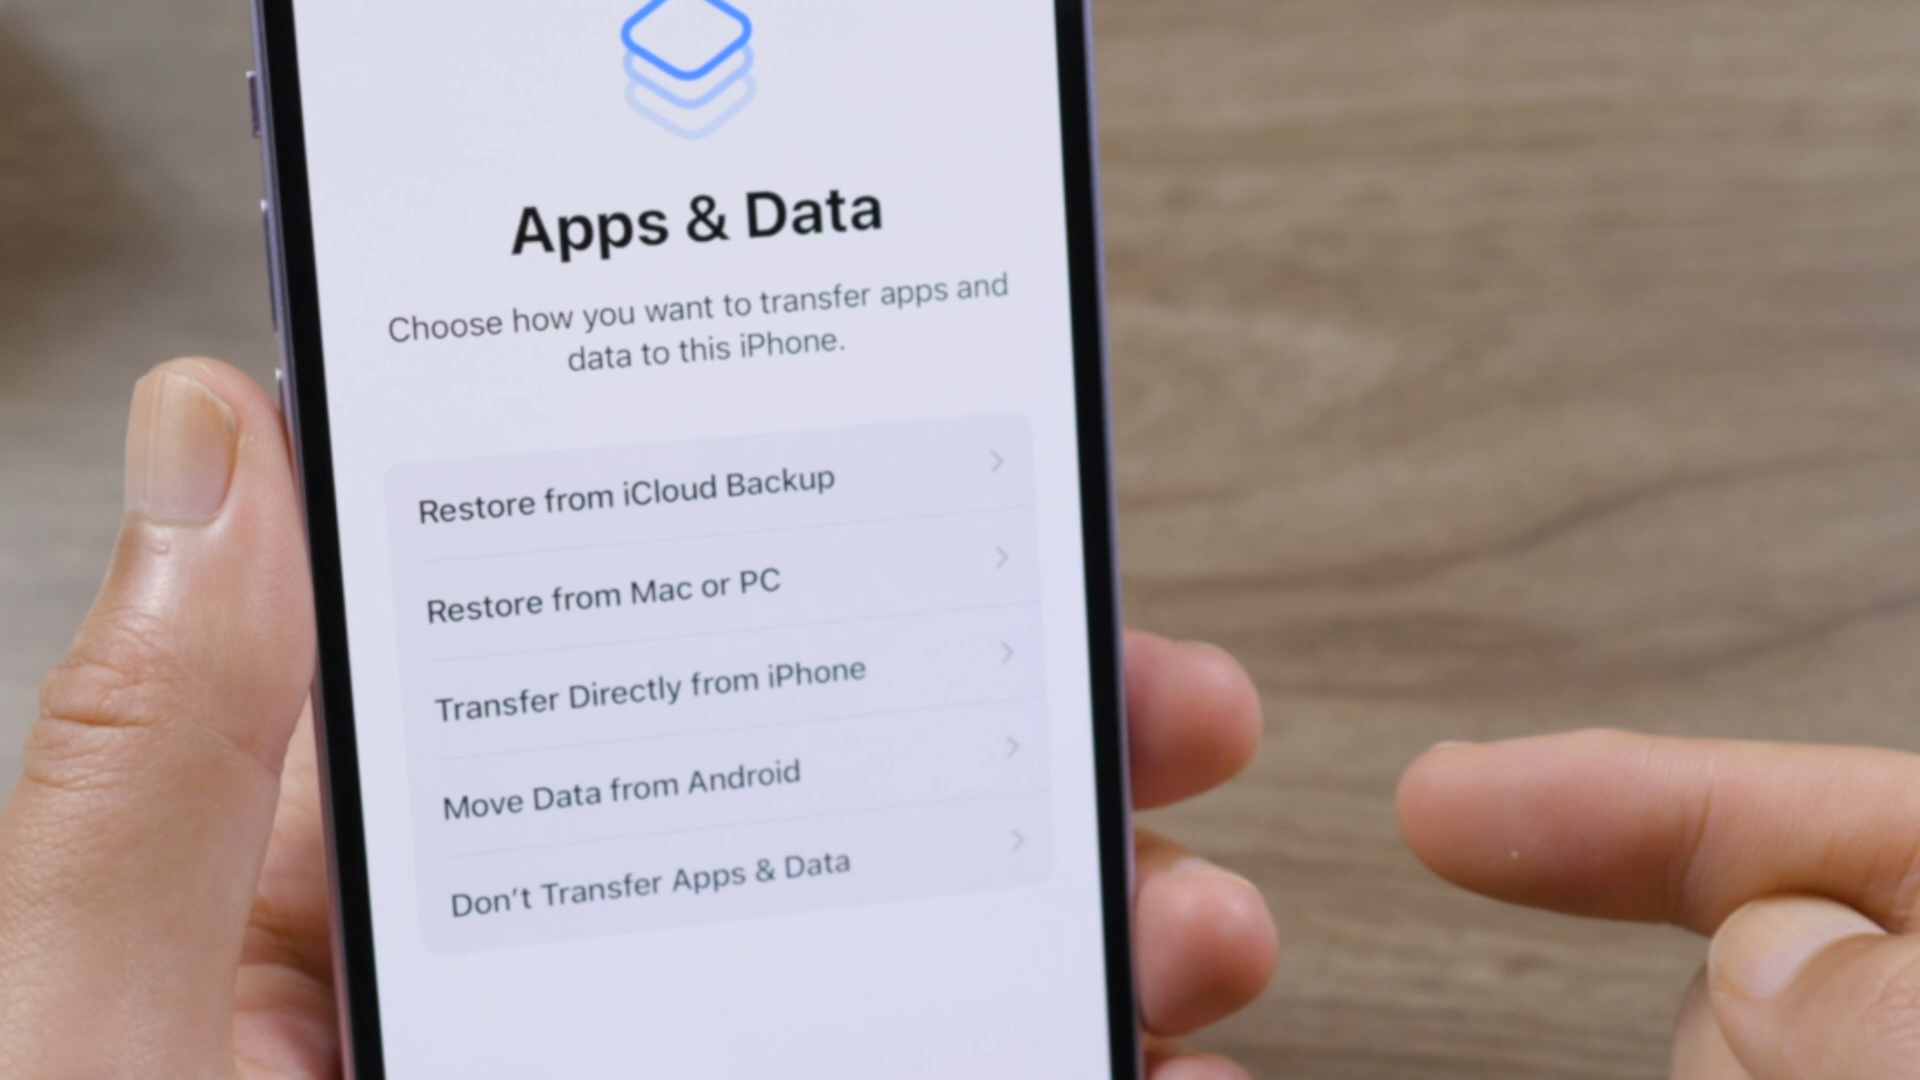 Apps & Data
Choose how you want to transfer apps and
data to this iPhone.
Restore from iCloud Backup
Restore from Mac or PC
Transfer Directly from iPhone
Move Data from Android
Don't Transfer Apps & Data